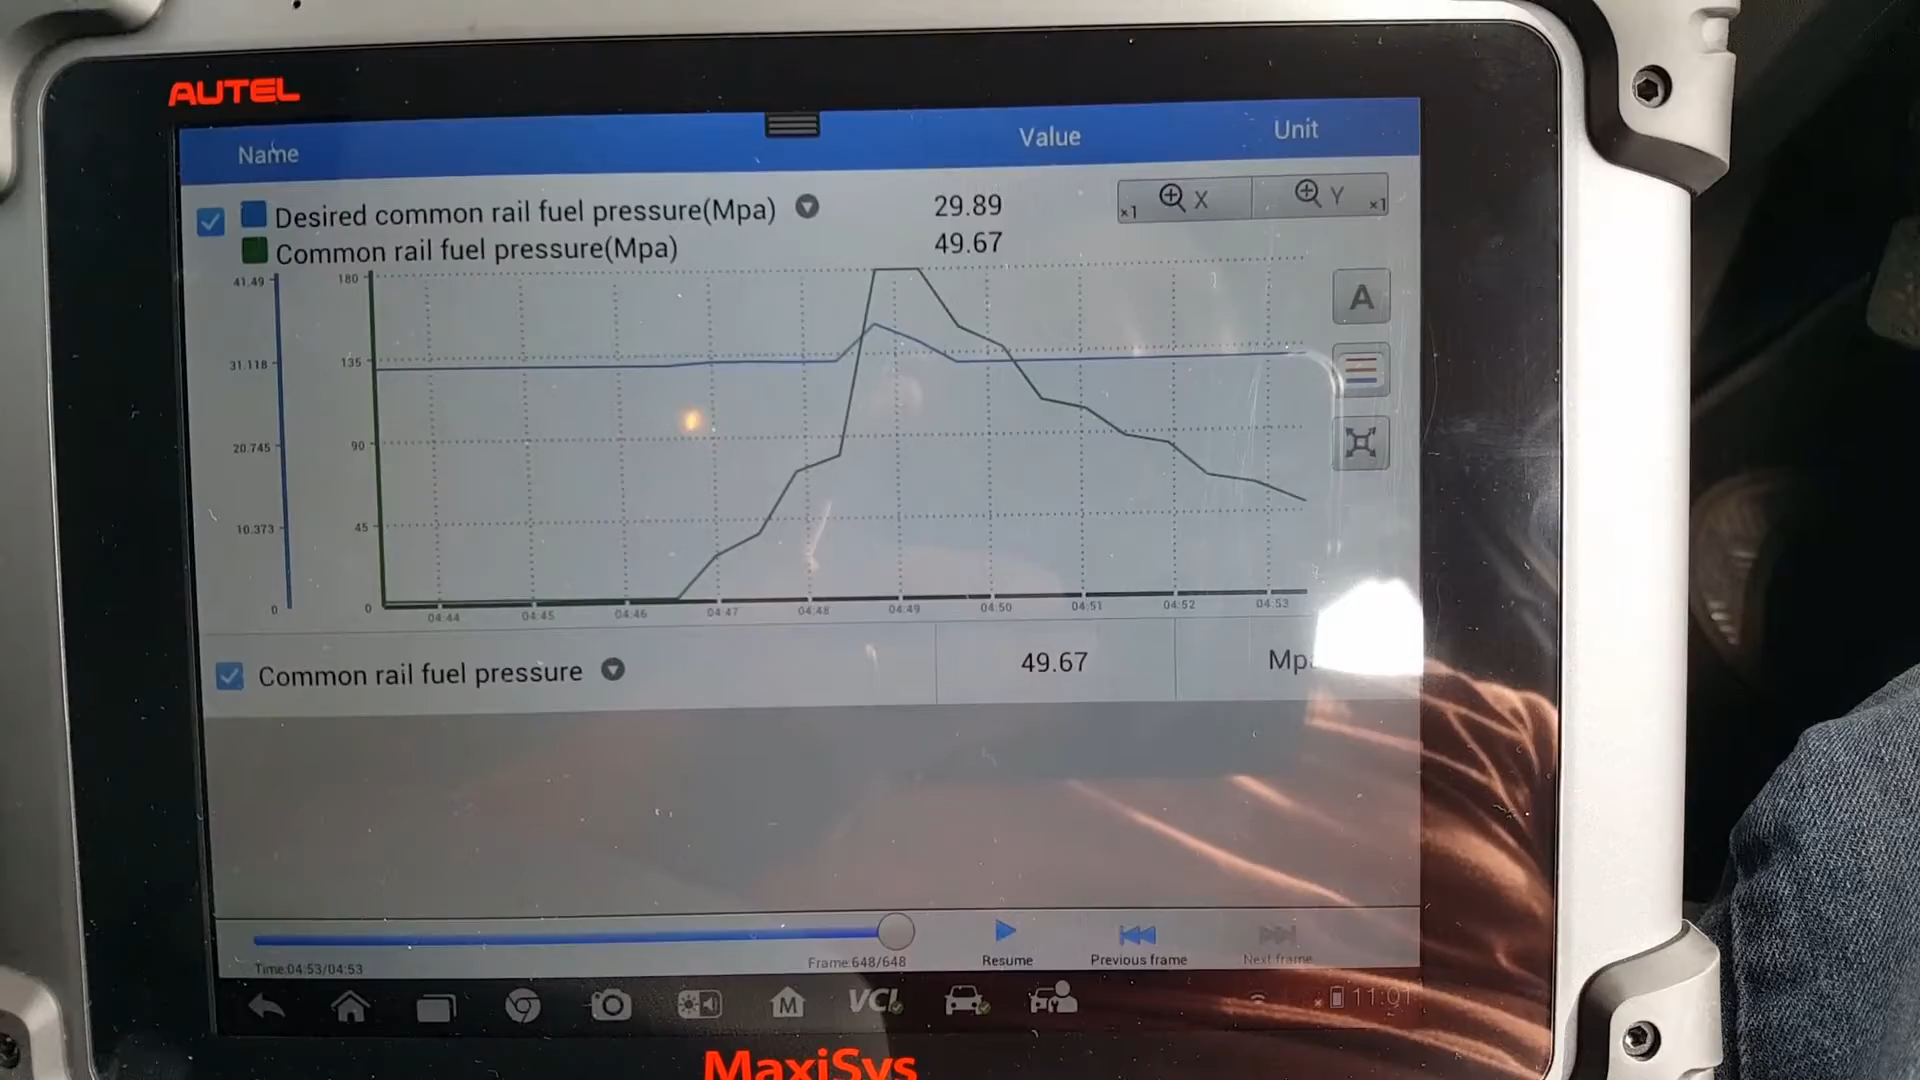 AUTEL
Name Value Unit
Desired common rail fuel pressure(Mpa) 29.89
Common rail fuel pressure(Mpa) 49.67
×1 X Y ×1
A
41.49 180
31.118 135
20.745 90
10.373 45
0 0
04:44 04:45 04:46 04:47 04:48 04:49 04:50 04:51 04:52 04:53
Common rail fuel pressure 49.67 Mp
Time:04:53/04:53 Frame:648/648 Resume Previous frame Next frame
M VCI 11:01
MaxiSys